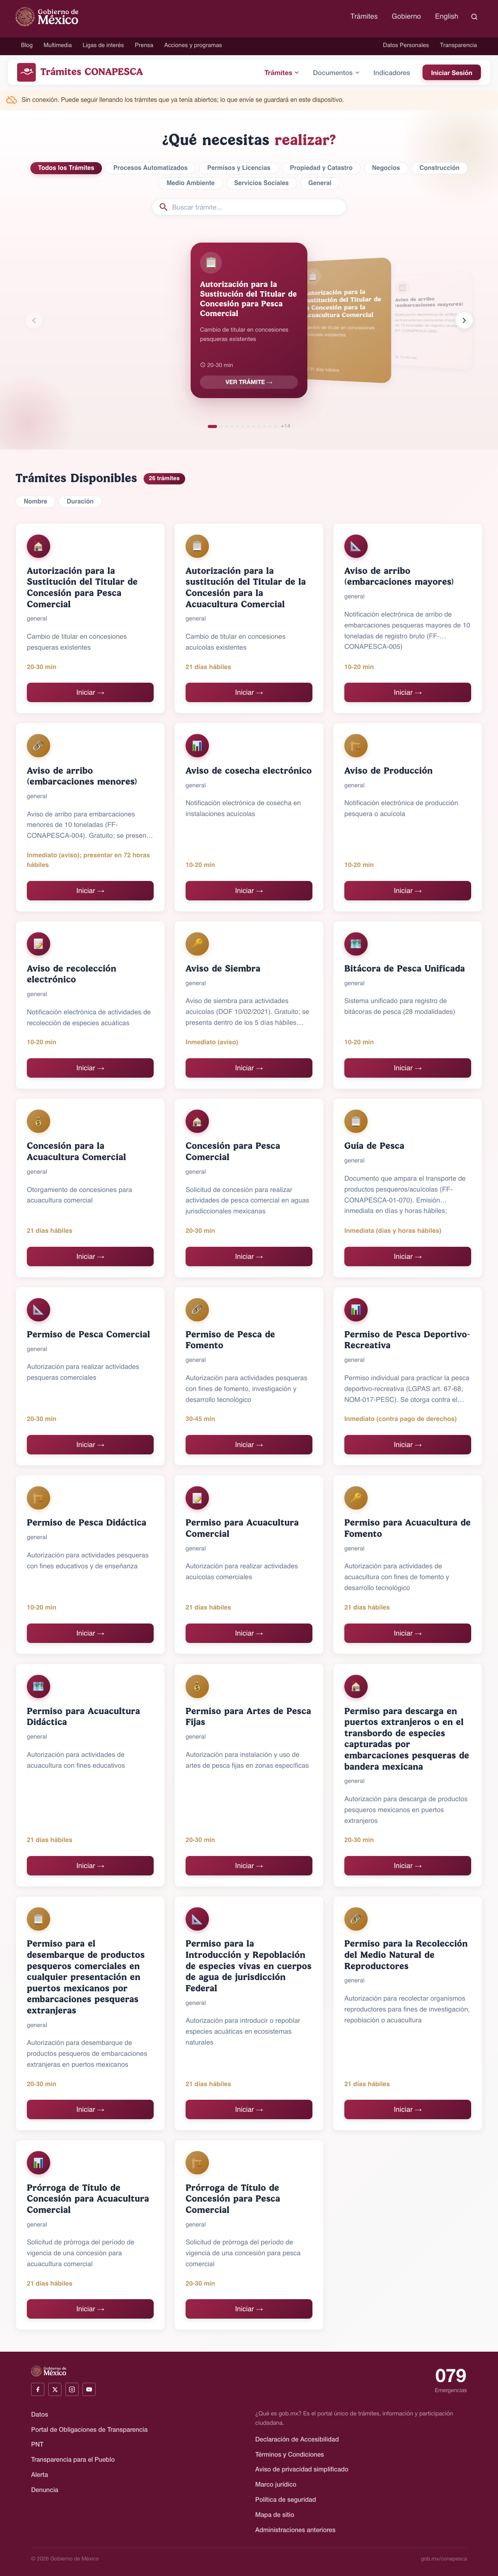 Gobierno de
México
Trámites Gobierno English
Blog Multimedia Ligas de interés Prensa Acciones y programas Datos Personales Transparencia
Trámites CONAPESCA Trámites Documentos Indicadores Iniciar Sesión
Sin conexión. Puede seguir llenando los trámites que ya tenía abiertos; lo que envíe se guardará en este dispositivo.
¿Qué necesitas realizar?
Todos los Trámites Procesos Automatizados Permisos y Licencias Propiedad y Catastro Negocios Construcción
Medio Ambiente Servicios Sociales General
Buscar trámite...
Autorización para la
Sustitución del Titular de
Concesión para Pesca
Comercial
Cambio de titular en concesiones
pesqueras existentes
20-30 min
VER TRÁMITE →
+14
Trámites Disponibles 26 trámites
Nombre Duración
Autorización para la
Sustitución del Titular de
Concesión para Pesca
Comercial
general
Cambio de titular en concesiones
pesqueras existentes
20-30 min
Iniciar →
Autorización para la
sustitución del Titular de la
Concesión para la
Acuacultura Comercial
general
Cambio de titular en concesiones
acuícolas existentes
21 días hábiles
Iniciar →
Aviso de arribo
(embarcaciones mayores)
general
Notificación electrónica de arribo de
embarcaciones pesqueras mayores de 10
toneladas de registro bruto (FF-…
CONAPESCA-005)
10-20 min
Iniciar →
Aviso de arribo
(embarcaciones menores)
general
Aviso de arribo para embarcaciones
menores de 10 toneladas (FF-
CONAPESCA-004). Gratuito; se presen…
Inmediato (aviso); presentar en 72 horas
hábiles
Iniciar →
Aviso de cosecha electrónico
general
Notificación electrónica de cosecha en
instalaciones acuícolas
10-20 min
Iniciar →
Aviso de Producción
general
Notificación electrónica de producción
pesquera o acuícola
10-20 min
Iniciar →
Aviso de recolección
electrónico
general
Notificación electrónica de actividades de
recolección de especies acuáticas
10-20 min
Iniciar →
Aviso de Siembra
general
Aviso de siembra para actividades
acuícolas (DOF 10/02/2021). Gratuito; se
presenta dentro de los 5 días hábiles…
Inmediato (aviso)
Iniciar →
Bitácora de Pesca Unificada
general
Sistema unificado para registro de
bitácoras de pesca (28 modalidades)
10-20 min
Iniciar →
Concesión para la
Acuacultura Comercial
general
Otorgamiento de concesiones para
acuacultura comercial
21 días hábiles
Iniciar →
Concesión para Pesca
Comercial
general
Solicitud de concesión para realizar
actividades de pesca comercial en aguas
jurisdiccionales mexicanas
20-30 min
Iniciar →
Guía de Pesca
general
Documento que ampara el transporte de
productos pesqueros/acuícolas (FF-
CONAPESCA-01-070). Emisión…
inmediata en días y horas hábiles;
Inmediata (días y horas hábiles)
Iniciar →
Permiso de Pesca Comercial
general
Autorización para realizar actividades
pesqueras comerciales
20-30 min
Iniciar →
Permiso de Pesca de
Fomento
general
Autorización para actividades pesqueras
con fines de fomento, investigación y
desarrollo tecnológico
30-45 min
Iniciar →
Permiso de Pesca Deportivo-
Recreativa
general
Permiso individual para practicar la pesca
deportivo-recreativa (LGPAS art. 67-68;
NOM-017-PESC). Se otorga contra el…
Inmediato (contra pago de derechos)
Iniciar →
Permiso de Pesca Didáctica
general
Autorización para actividades pesqueras
con fines educativos y de enseñanza
10-20 min
Iniciar →
Permiso para Acuacultura
Comercial
general
Autorización para realizar actividades
acuícolas comerciales
21 días hábiles
Iniciar →
Permiso para Acuacultura de
Fomento
general
Autorización para actividades de
acuacultura con fines de fomento y
desarrollo tecnológico
21 días hábiles
Iniciar →
Permiso para Acuacultura
Didáctica
general
Autorización para actividades de
acuacultura con fines educativos
21 días hábiles
Iniciar →
Permiso para Artes de Pesca
Fijas
general
Autorización para instalación y uso de
artes de pesca fijas en zonas específicas
20-30 min
Iniciar →
Permiso para descarga en
puertos extranjeros o en el
transbordo de especies
capturadas por
embarcaciones pesqueras de
bandera mexicana
general
Autorización para descarga de productos
pesqueros mexicanos en puertos
extranjeros
20-30 min
Iniciar →
Permiso para el
desembarque de productos
pesqueros comerciales en
cualquier presentación en
puertos mexicanos por
embarcaciones pesqueras
extranjeras
general
Autorización para desembarque de
productos pesqueros de embarcaciones
extranjeras en puertos mexicanos
20-30 min
Iniciar →
Permiso para la
Introducción y Repoblación
de especies vivas en cuerpos
de agua de jurisdicción
Federal
general
Autorización para introducir o repoblar
especies acuáticas en ecosistemas
naturales
21 días hábiles
Iniciar →
Permiso para la Recolección
del Medio Natural de
Reproductores
general
Autorización para recolectar organismos
reproductores para fines de investigación,
repoblación o acuacultura
21 días hábiles
Iniciar →
Prórroga de Título de
Concesión para Acuacultura
Comercial
general
Solicitud de prórroga del período de
vigencia de una concesión para
acuacultura comercial
21 días hábiles
Iniciar →
Prórroga de Título de
Concesión para Pesca
Comercial
general
Solicitud de prórroga del período de
vigencia de una concesión para pesca
comercial
20-30 min
Iniciar →
Gobierno de
México
079
Emergencias
Datos
Portal de Obligaciones de Transparencia
PNT
Transparencia para el Pueblo
Alerta
Denuncia
¿Qué es gob.mx? Es el portal único de trámites, información y participación
ciudadana.
Declaración de Accesibilidad
Términos y Condiciones
Aviso de privacidad simplificado
Marco jurídico
Política de seguridad
Mapa de sitio
Administraciones anteriores
© 2026 Gobierno de México gob.mx/conapesca